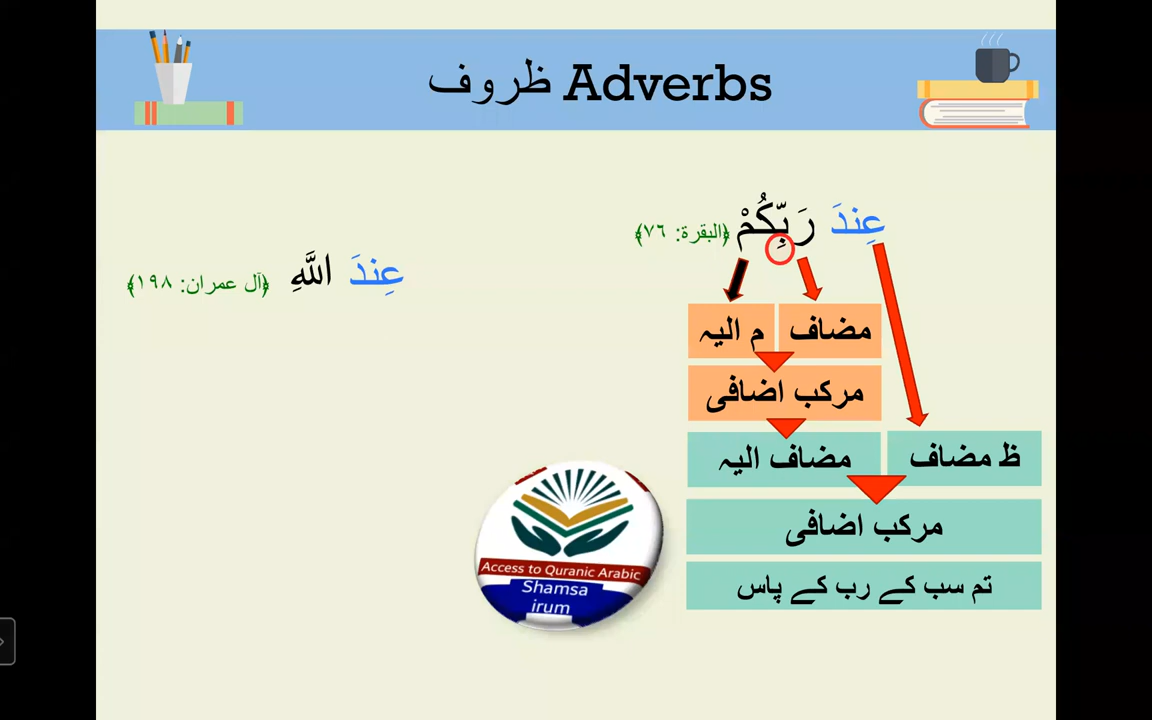 ظروف Adverbs
عِندَ رَبِّكُمْ ﴿البقرة: ٧٦﴾
عِندَ اللَّهِ ﴿آل عمران: ١٩٨﴾
مضاف م الیہ
مرکب اضافی
ظ مضاف مضاف الیہ
مرکب اضافی
تم سب کے رب کے پاس
Access to Quranic Arabic
Shamsa
irum